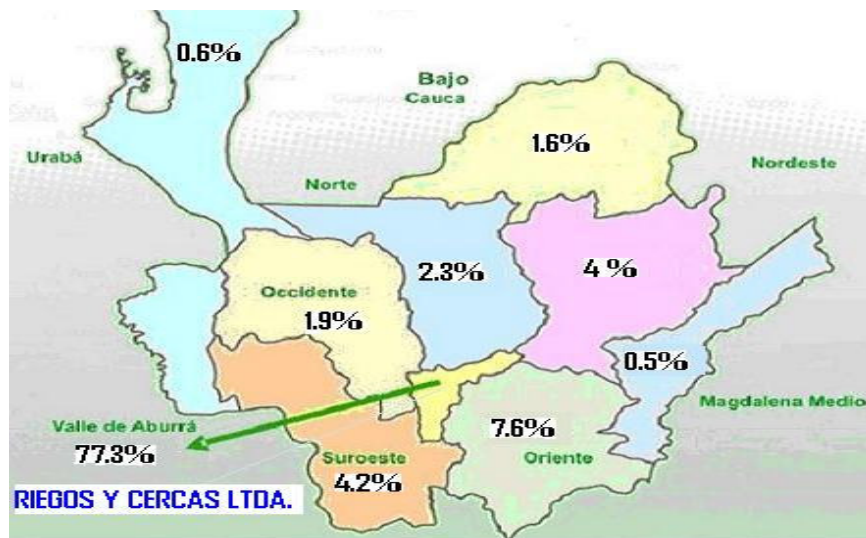 0.6%
Bajo
Cauca
1.6%
Urabá
Nordeste
Norte
2.3%
4 %
Occidente
1.9%
0.5%
Magdalena Medio
Valle de Aburrá
77.3%
7.6%
Suroeste
Oriente
4.2%
RIEGOS Y CERCAS LTDA.